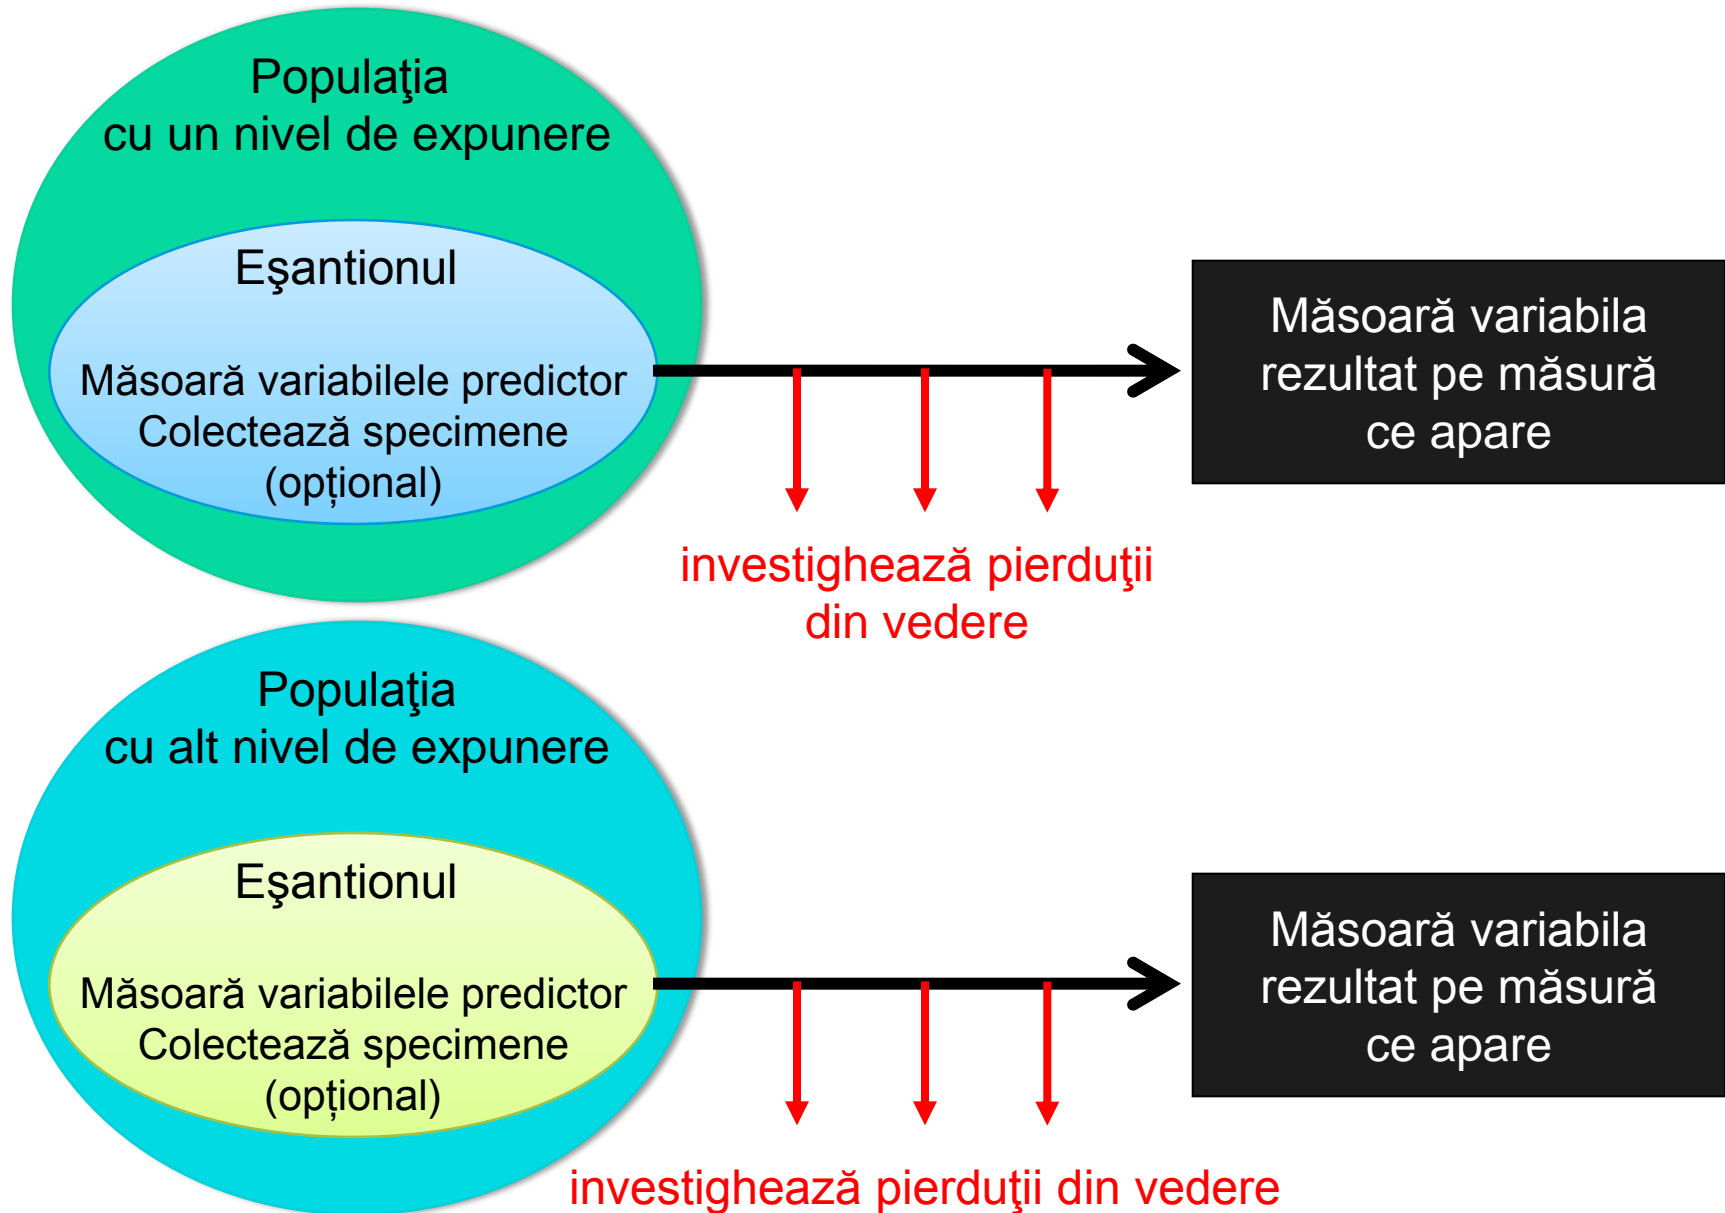 Populaţia
cu un nivel de expunere
Eşantionul
Măsoară variabilele predictor
Colectează specimene
(opțional)
Măsoară variabila
rezultat pe măsură
ce apare
investighează pierduţii
din vedere
Populaţia
cu alt nivel de expunere
Eşantionul
Măsoară variabilele predictor
Colectează specimene
(opțional)
Măsoară variabila
rezultat pe măsură
ce apare
investighează pierduţii din vedere